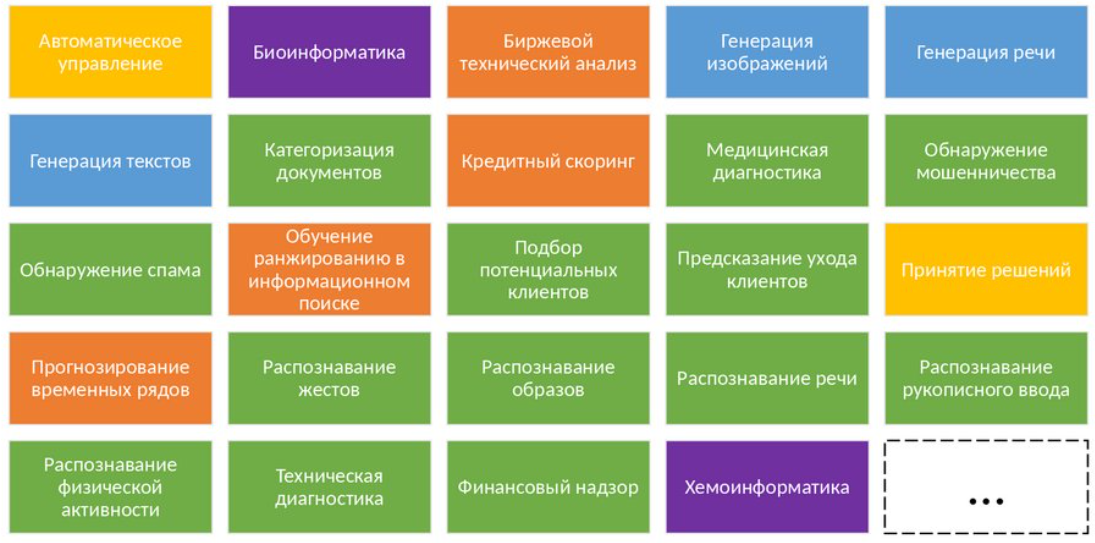 Автоматическое
управление
Биоинформатика
Биржевой
технический анализ
Генерация
изображений
Генерация речи
Генерация текстов
Категоризация
документов
Кредитный скоринг
Медицинская
диагностика
Обнаружение
мошенничества
Обнаружение спама
Обучение
ранжированию в
информационном
поиске
Подбор
потенциальных
клиентов
Предсказание ухода
клиентов
Принятие решений
Прогнозирование
временных рядов
Распознавание
жестов
Распознавание
образов
Распознавание речи
Распознавание
рукописного ввода
Распознавание
физической
активности
Техническая
диагностика
Финансовый надзор
Хемоинформатика
...